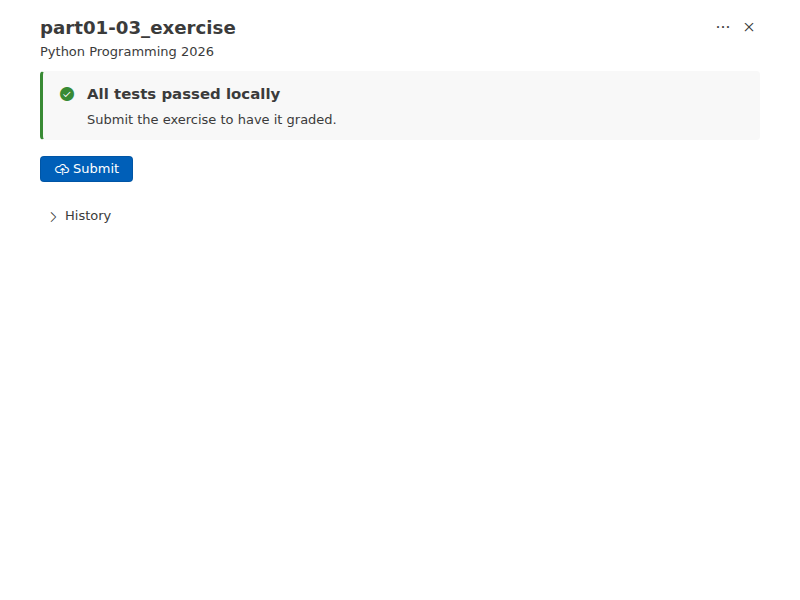 part01-03_exercise
Python Programming 2026
All tests passed locally
Submit the exercise to have it graded.
Submit
History